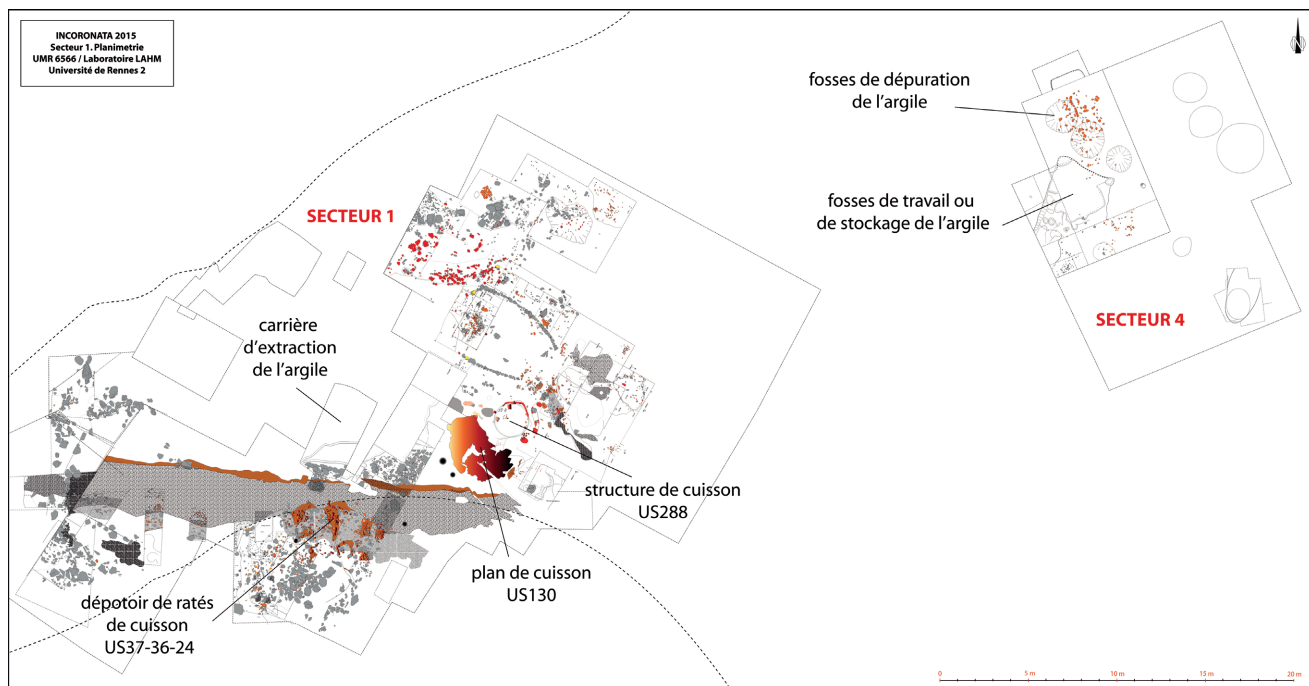 INCORONATA 2015
Secteur 1. Planimetrie
UMR 6566 / Laboratoire LAHM
Université de Rennes 2
N
fosses de dépuration
de l'argile
fosses de travail ou
de stockage de l'argile
SECTEUR 1
SECTEUR 4
carrière
d'extraction
de l'argile
structure de cuisson
US288
plan de cuisson
US130
dépotoir de ratés
de cuisson
US37-36-24
0 5 m 10 m 15 m 20 m